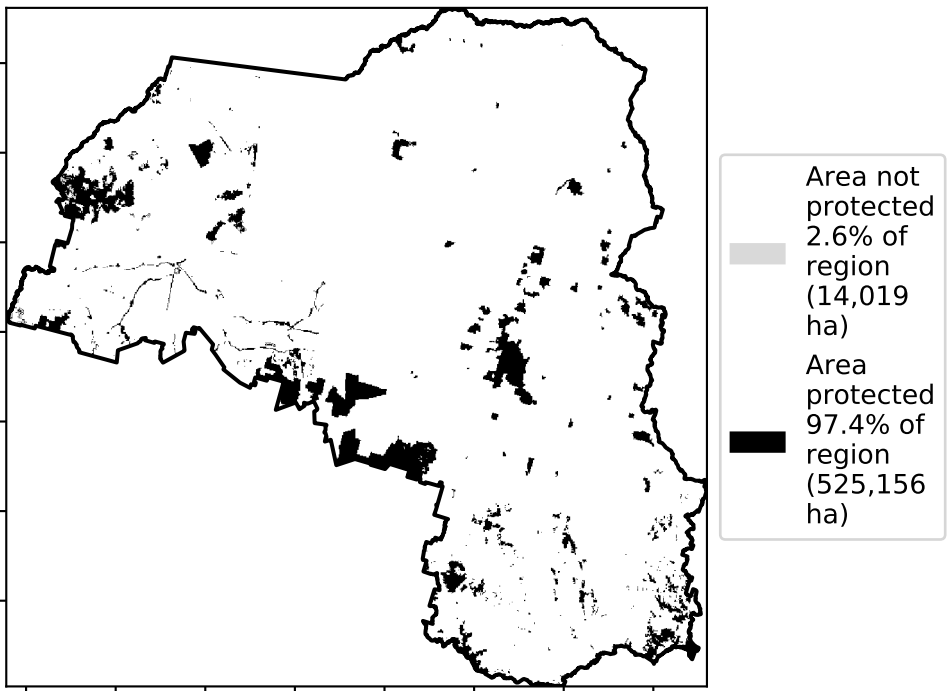 Area not
protected
2.6% of
region
(14,019
ha)
Area
protected
97.4% of
region
(525,156
ha)